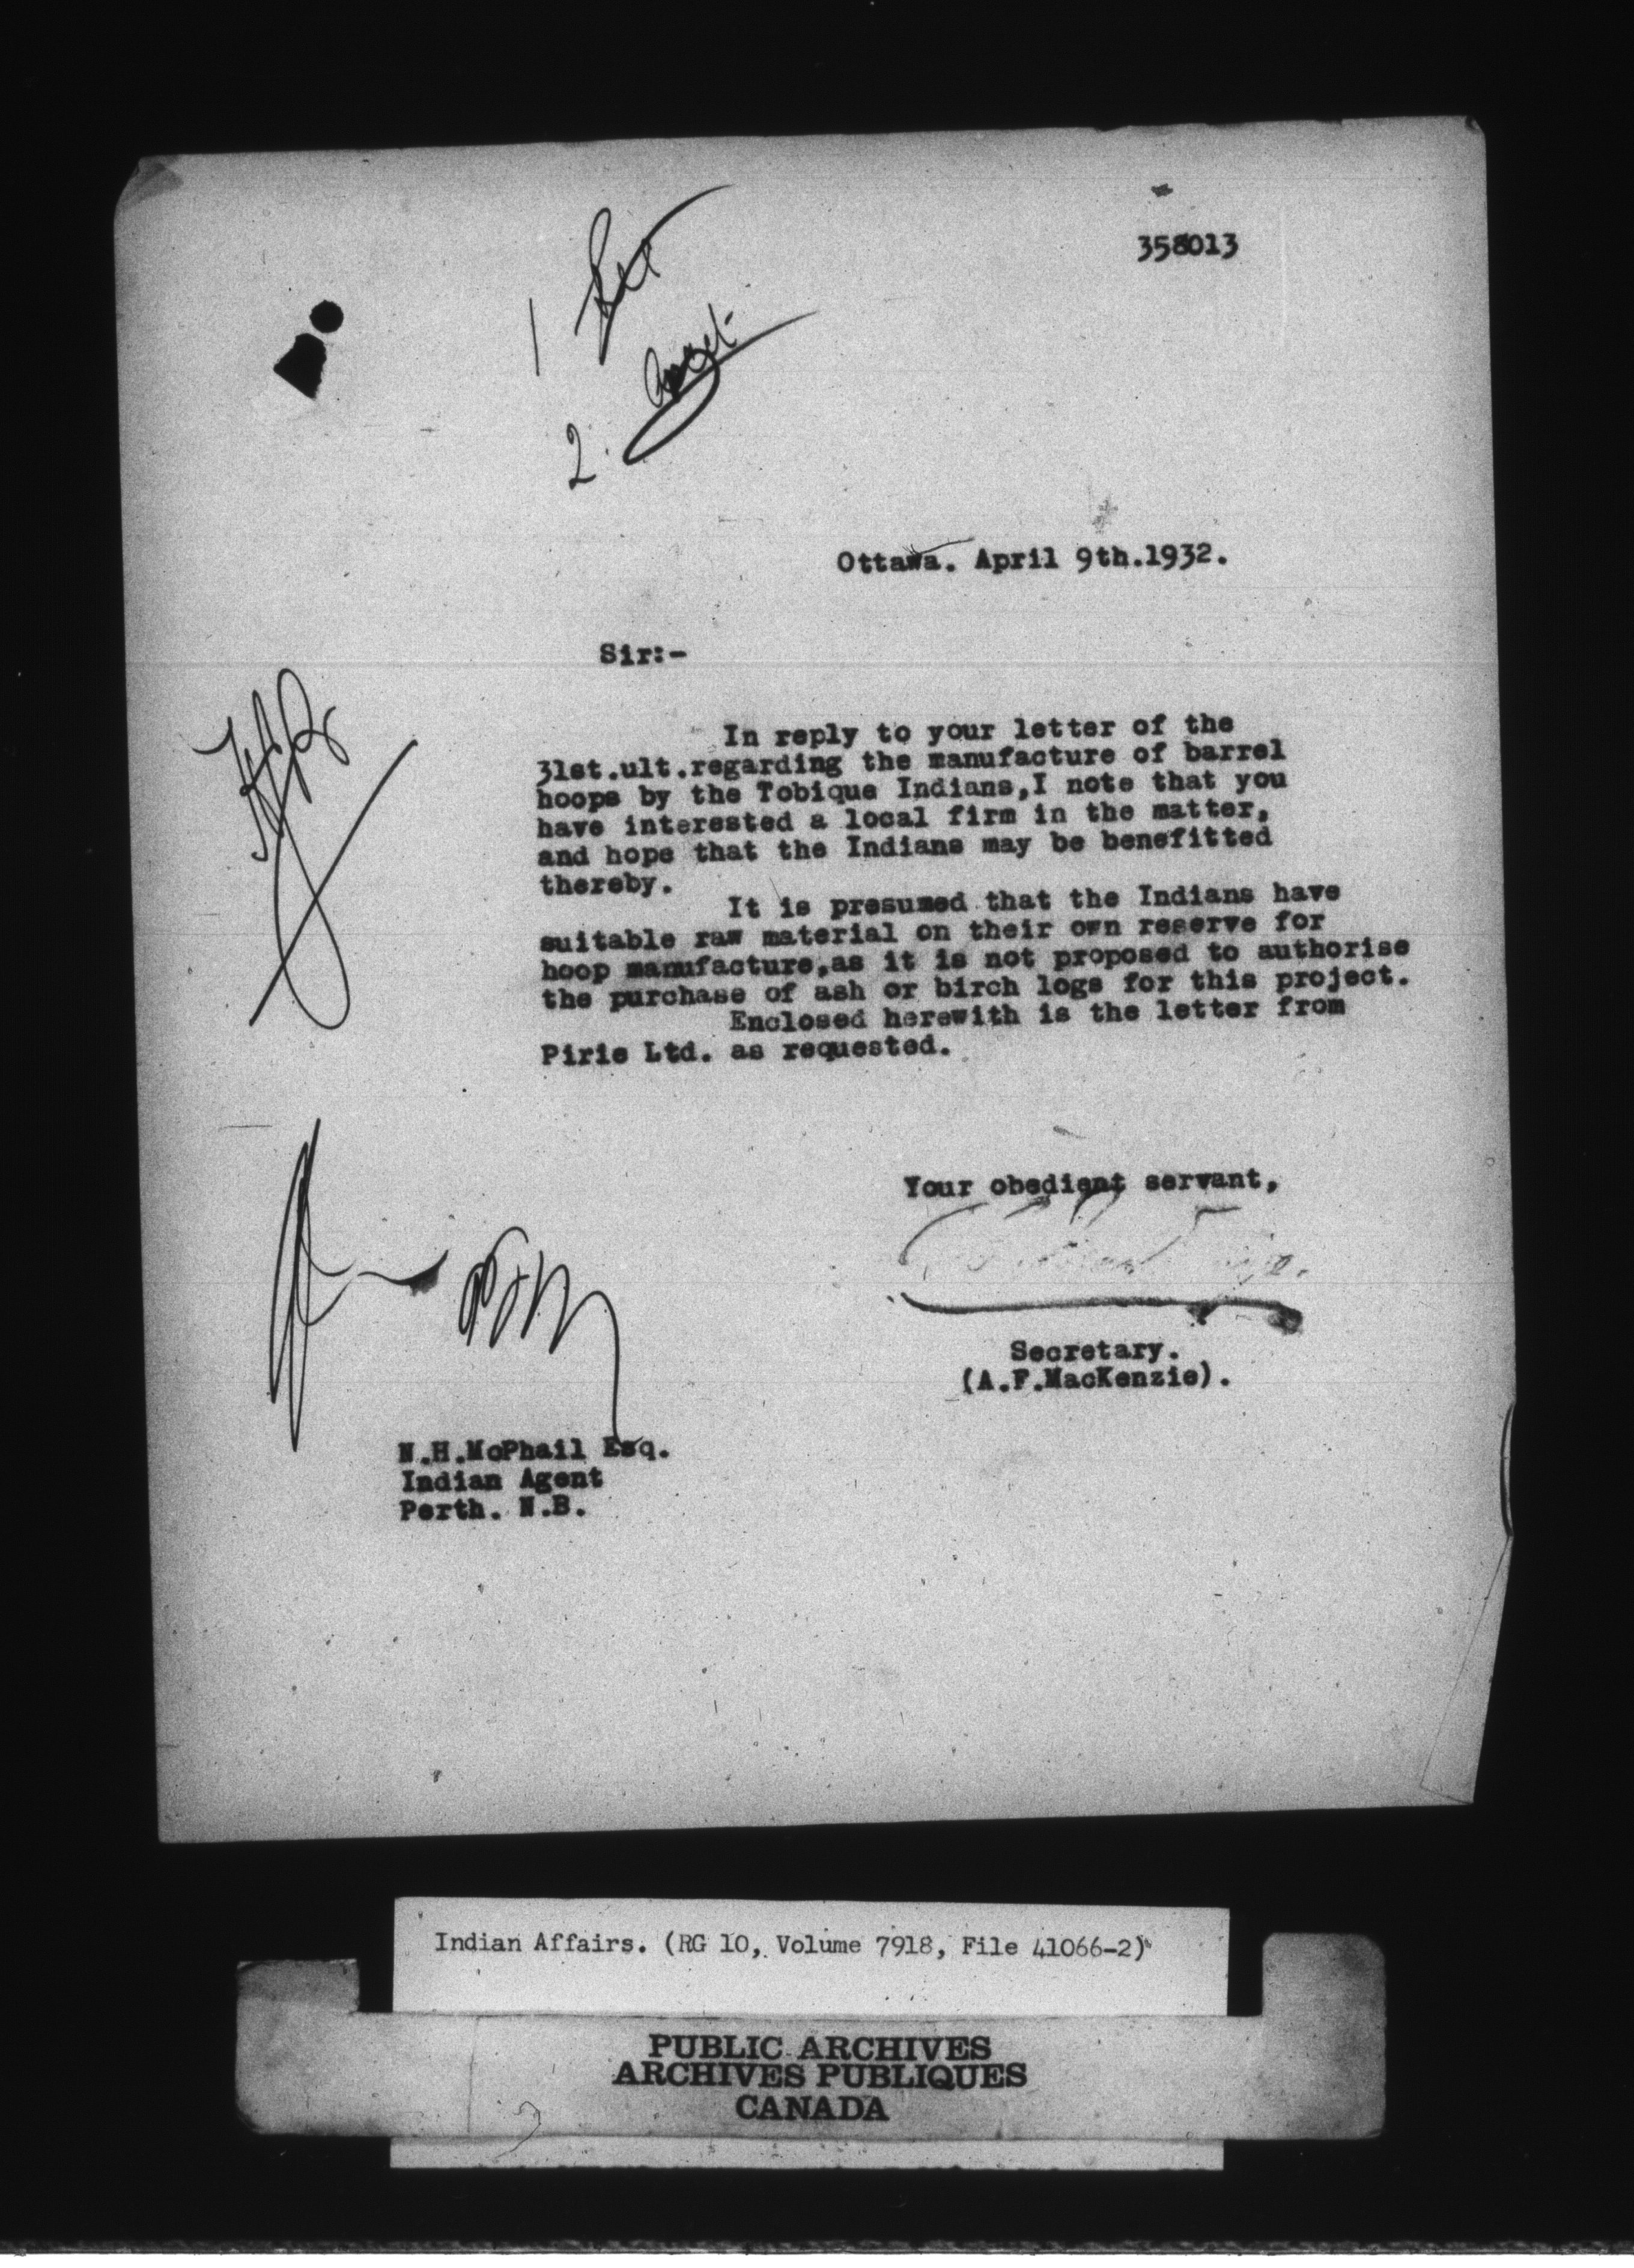 358013
1
2.
Ottawa. April 9th.1932.
Sir:-
In reply to your letter of the
31st.ult.regarding the manufacture of barrel
hoops by the Tobique Indians,I note that you
have interested a local firm in the matter,
and hope that the Indians may be benefitted
thereby.
It is presumed that the Indians have
suitable raw material on their own reserve for
hoop manufacture,as it is not proposed to authorise
the purchase of ash or birch logs for this project.
Enclosed herewith is the letter from
Pirie Ltd. as requested.
Your obedient servant,
Secretary.
(A.F.MacKenzie).
N.H.McPhail Esq.
Indian Agent
Perth. N.B.
Indian Affairs. (RG 10, Volume 7918, File 41066-2)
PUBLIC ARCHIVES
ARCHIVES PUBLIQUES
CANADA